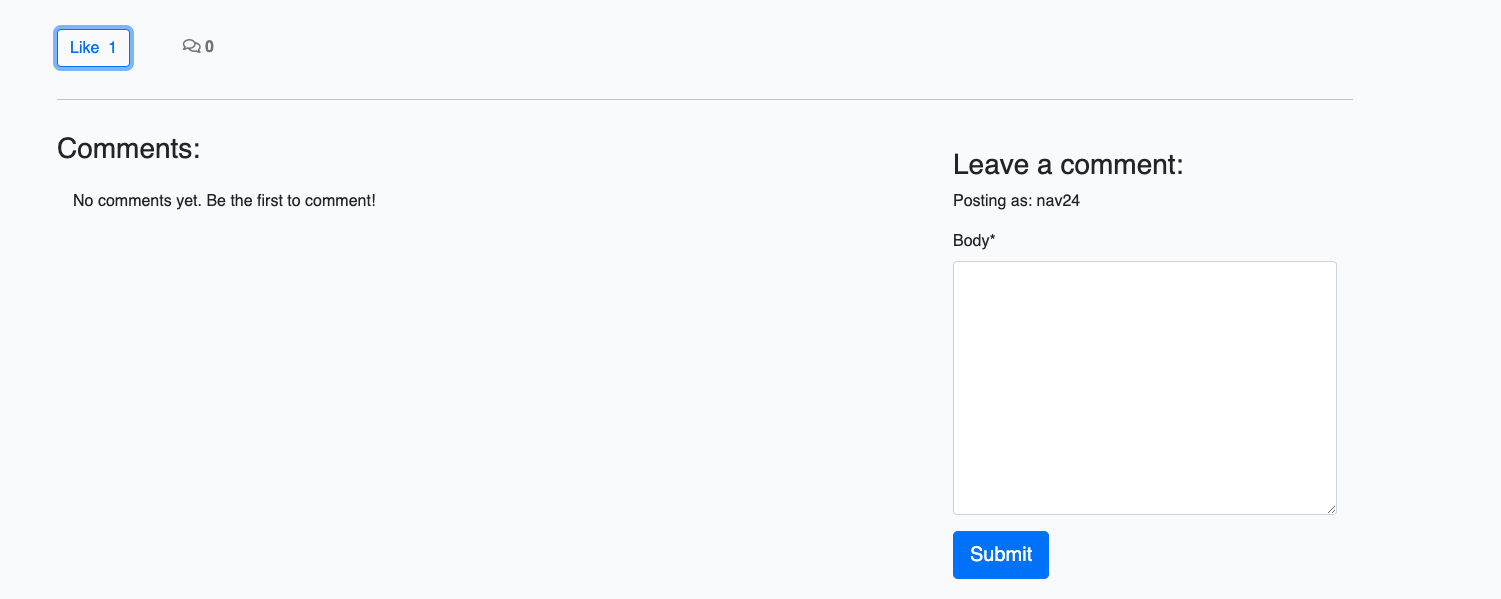 Like 1
0
Comments:
No comments yet. Be the first to comment!
Leave a comment:
Posting as: nav24
Body*
Submit